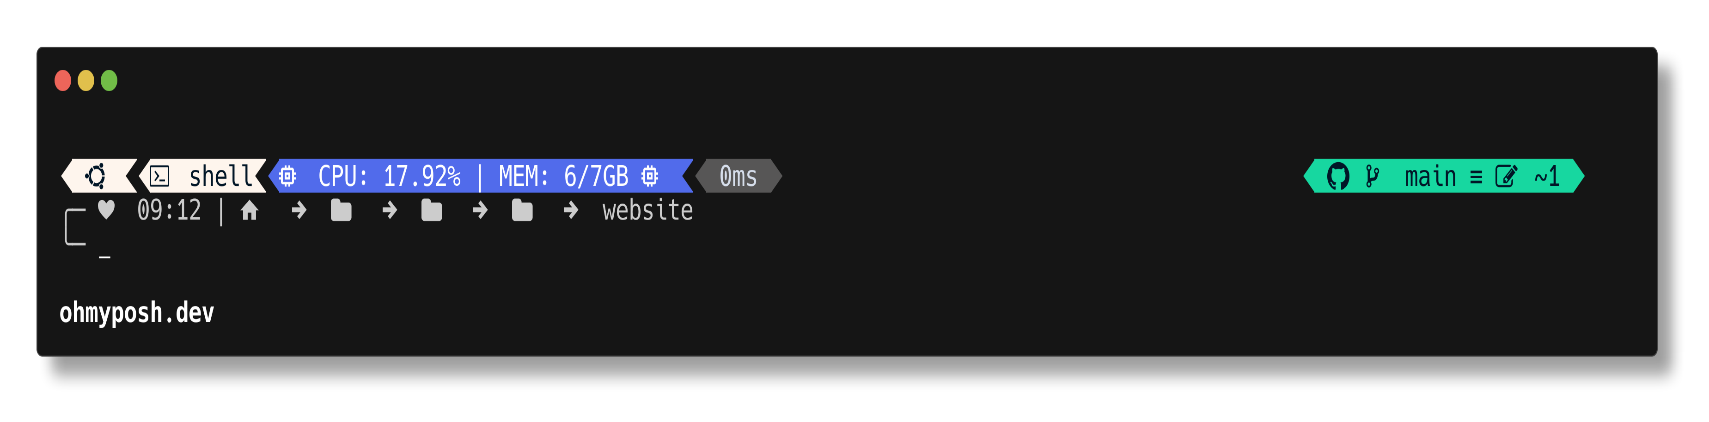 shell CPU: 17.92% | MEM: 6/7GB 0ms main ≡ ~1
♥ 09:12 | → → → → website
_
ohmyposh.dev